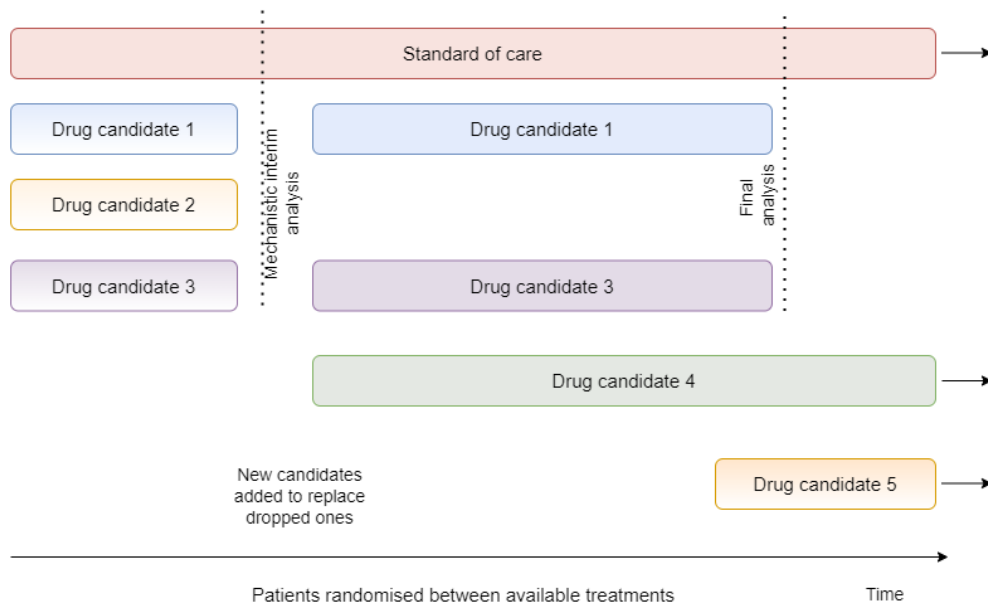 Standard of care
Drug candidate 1
Drug candidate 1
Mechanistic interim
analysis
Final
analysis
Drug candidate 2
Drug candidate 3
Drug candidate 3
Drug candidate 4
New candidates
added to replace
dropped ones
Drug candidate 5
Patients randomised between available treatments
Time